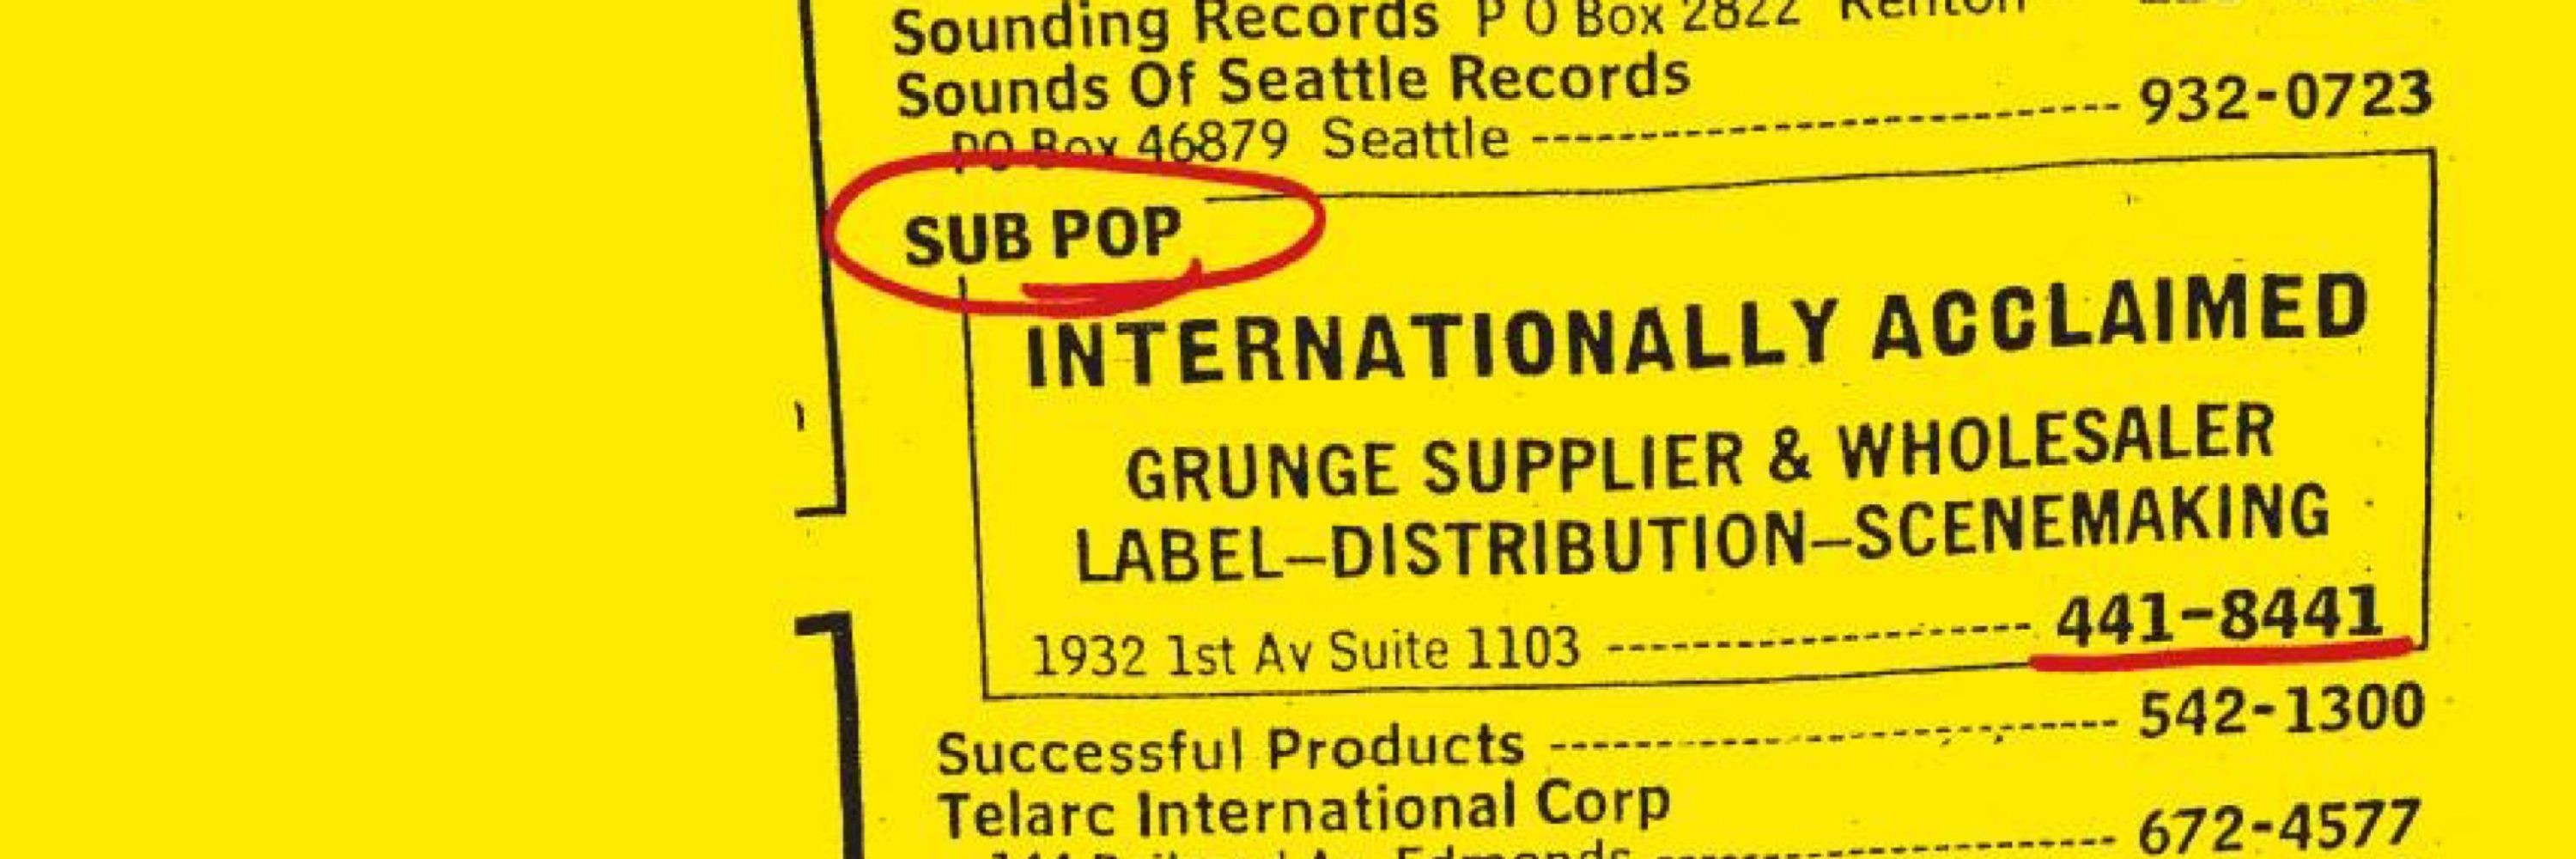 Sounding Records P O Box 2822 Renton
Sounds Of Seattle Records
PO Box 46879 Seattle ---------------------------- 932-0723
SUB POP
INTERNATIONALLY ACCLAIMED
GRUNGE SUPPLIER & WHOLESALER
LABEL–DISTRIBUTION–SCENEMAKING
1932 1st Av Suite 1103 -------------------- 441-8441
Successful Products --------------------------- 542-1300
Telarc International Corp
Edmonds ---------------------- 672-4577